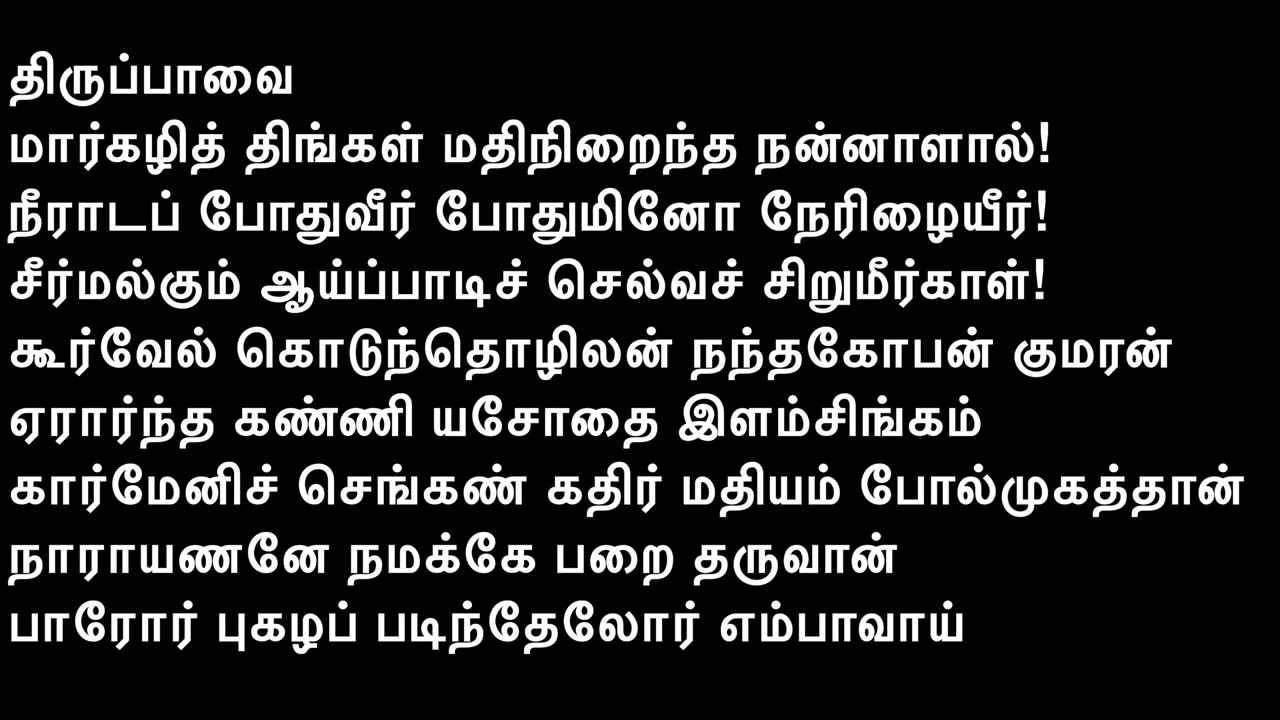 திருப்பாவை
மார்கழித் திங்கள் மதிநிறைந்த நன்னாளால்!
நீராடப் போதுவீர் போதுமினோ நேரிழையீர்!
சீர்மல்கும் ஆய்ப்பாடிச் செல்வச் சிறுமீர்காள்!
கூர்வேல் கொடுந்தொழிலன் நந்தகோபன் குமரன்
ஏரார்ந்த கண்ணி யசோதை இளம்சிங்கம்
கார்மேனிச் செங்கண் கதிர் மதியம் போல்முகத்தான்
நாராயணனே நமக்கே பறை தருவான்
பாரோர் புகழப் படிந்தேலோர் எம்பாவாய்